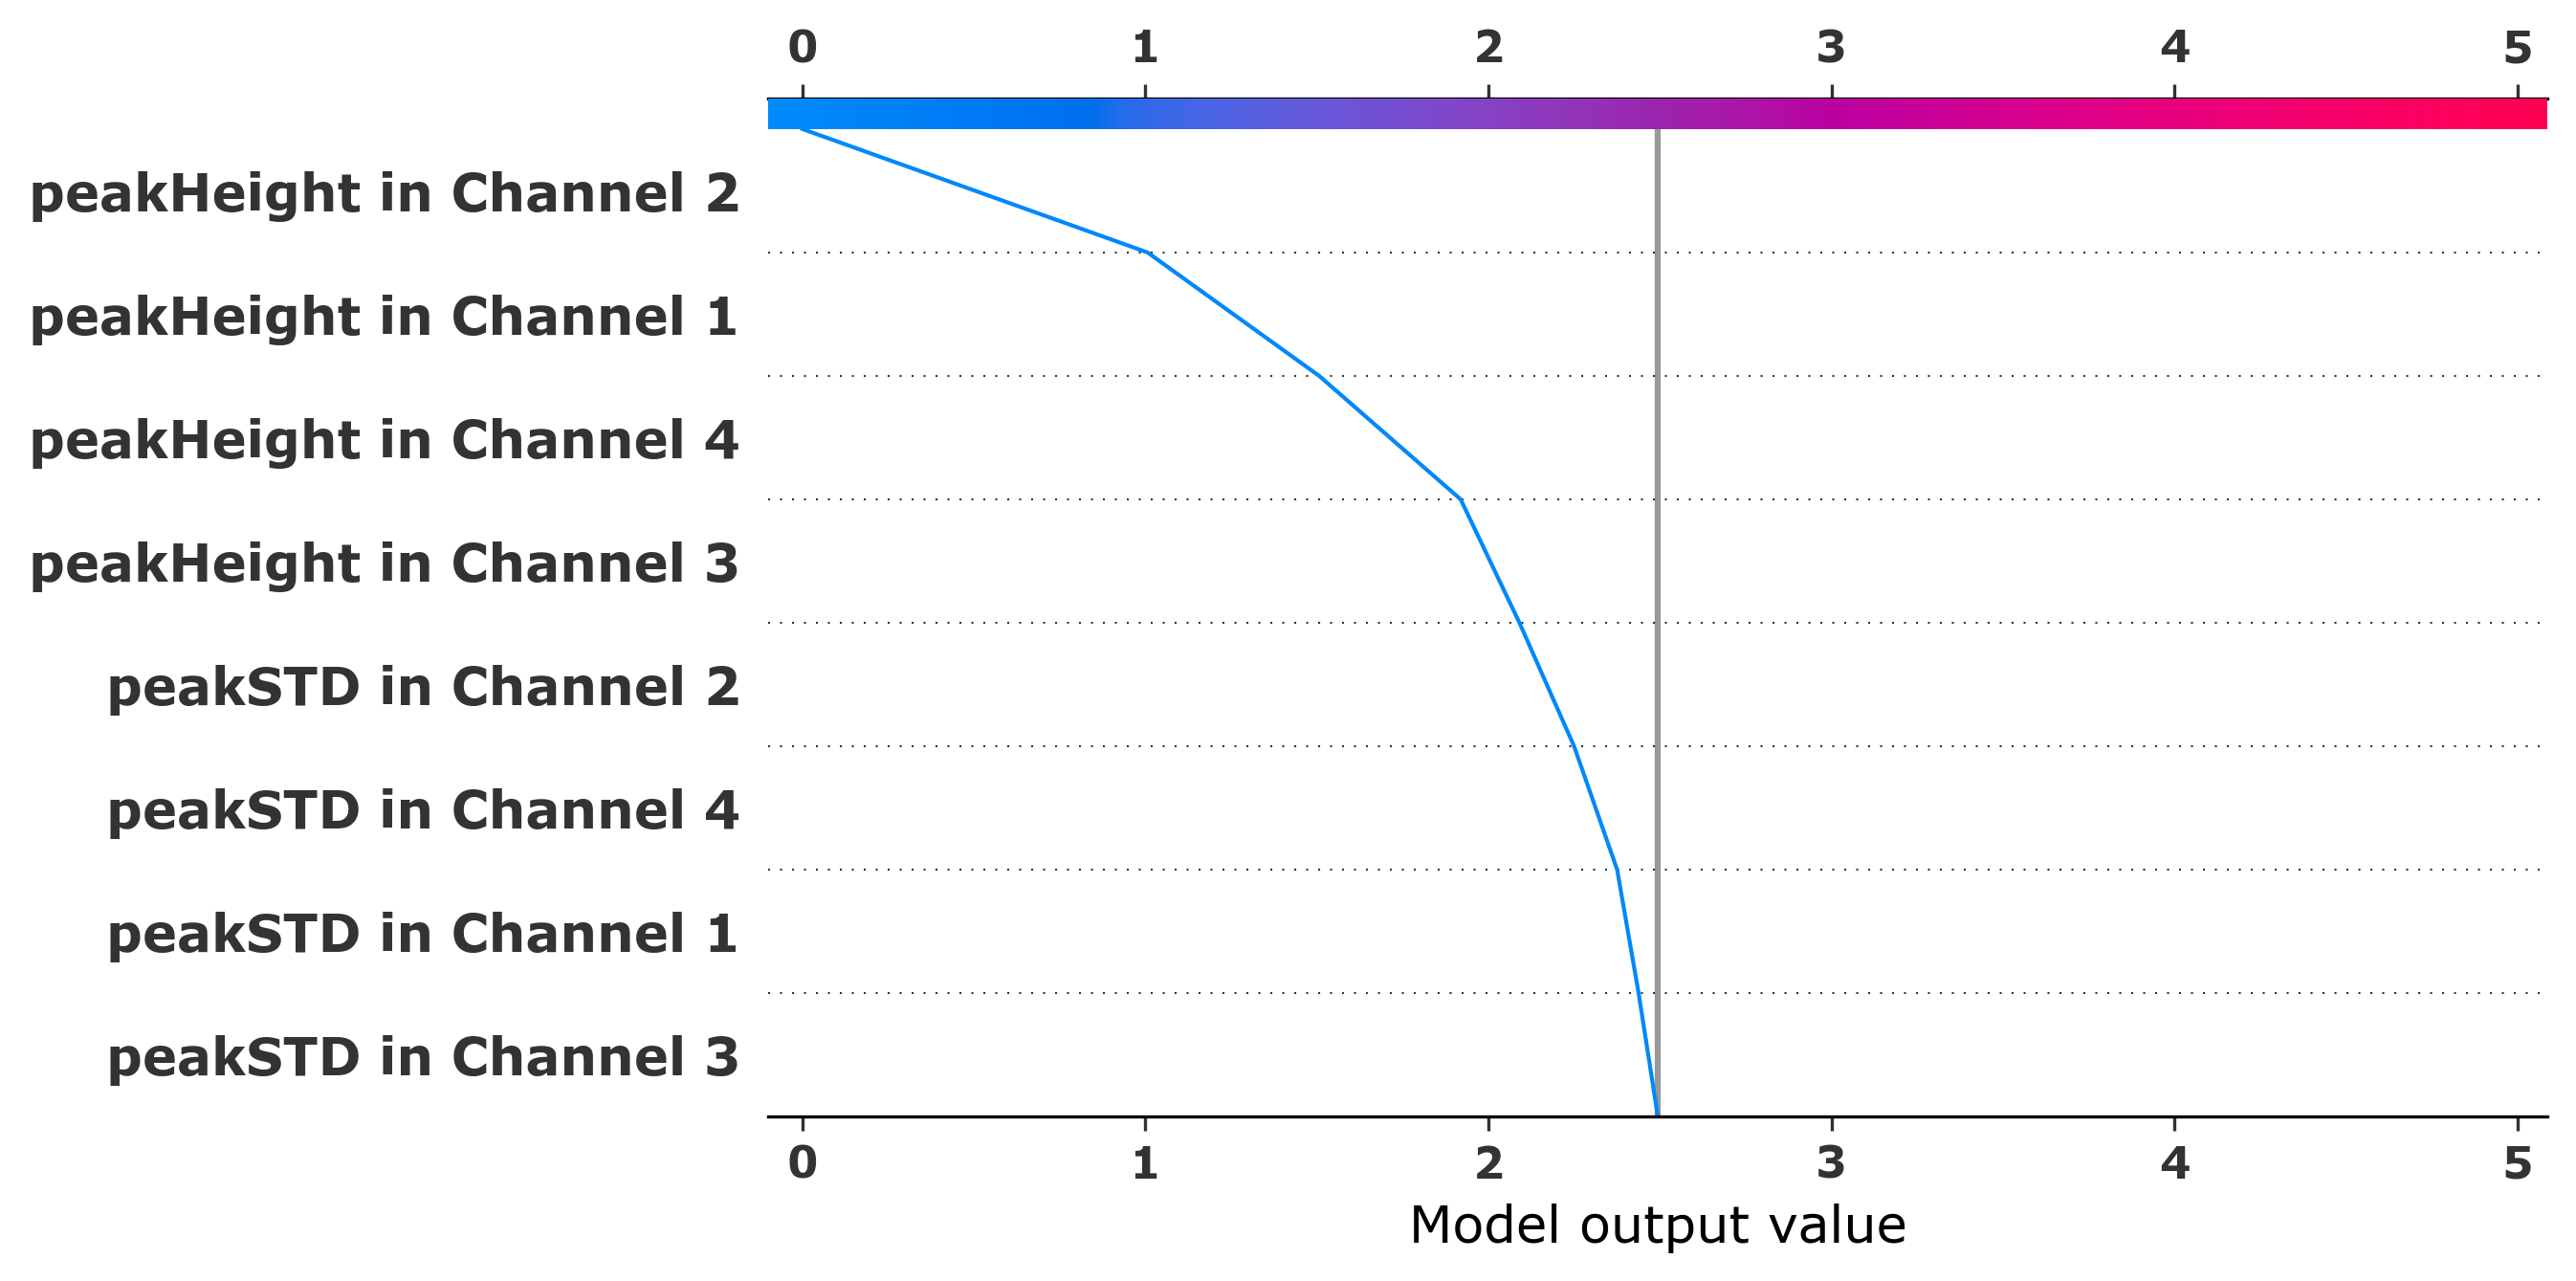 0 1 2 3 4 5
peakHeight in Channel 2
peakHeight in Channel 1
peakHeight in Channel 4
peakHeight in Channel 3
peakSTD in Channel 2
peakSTD in Channel 4
peakSTD in Channel 1
peakSTD in Channel 3
0 1 2 3 4 5
Model output value